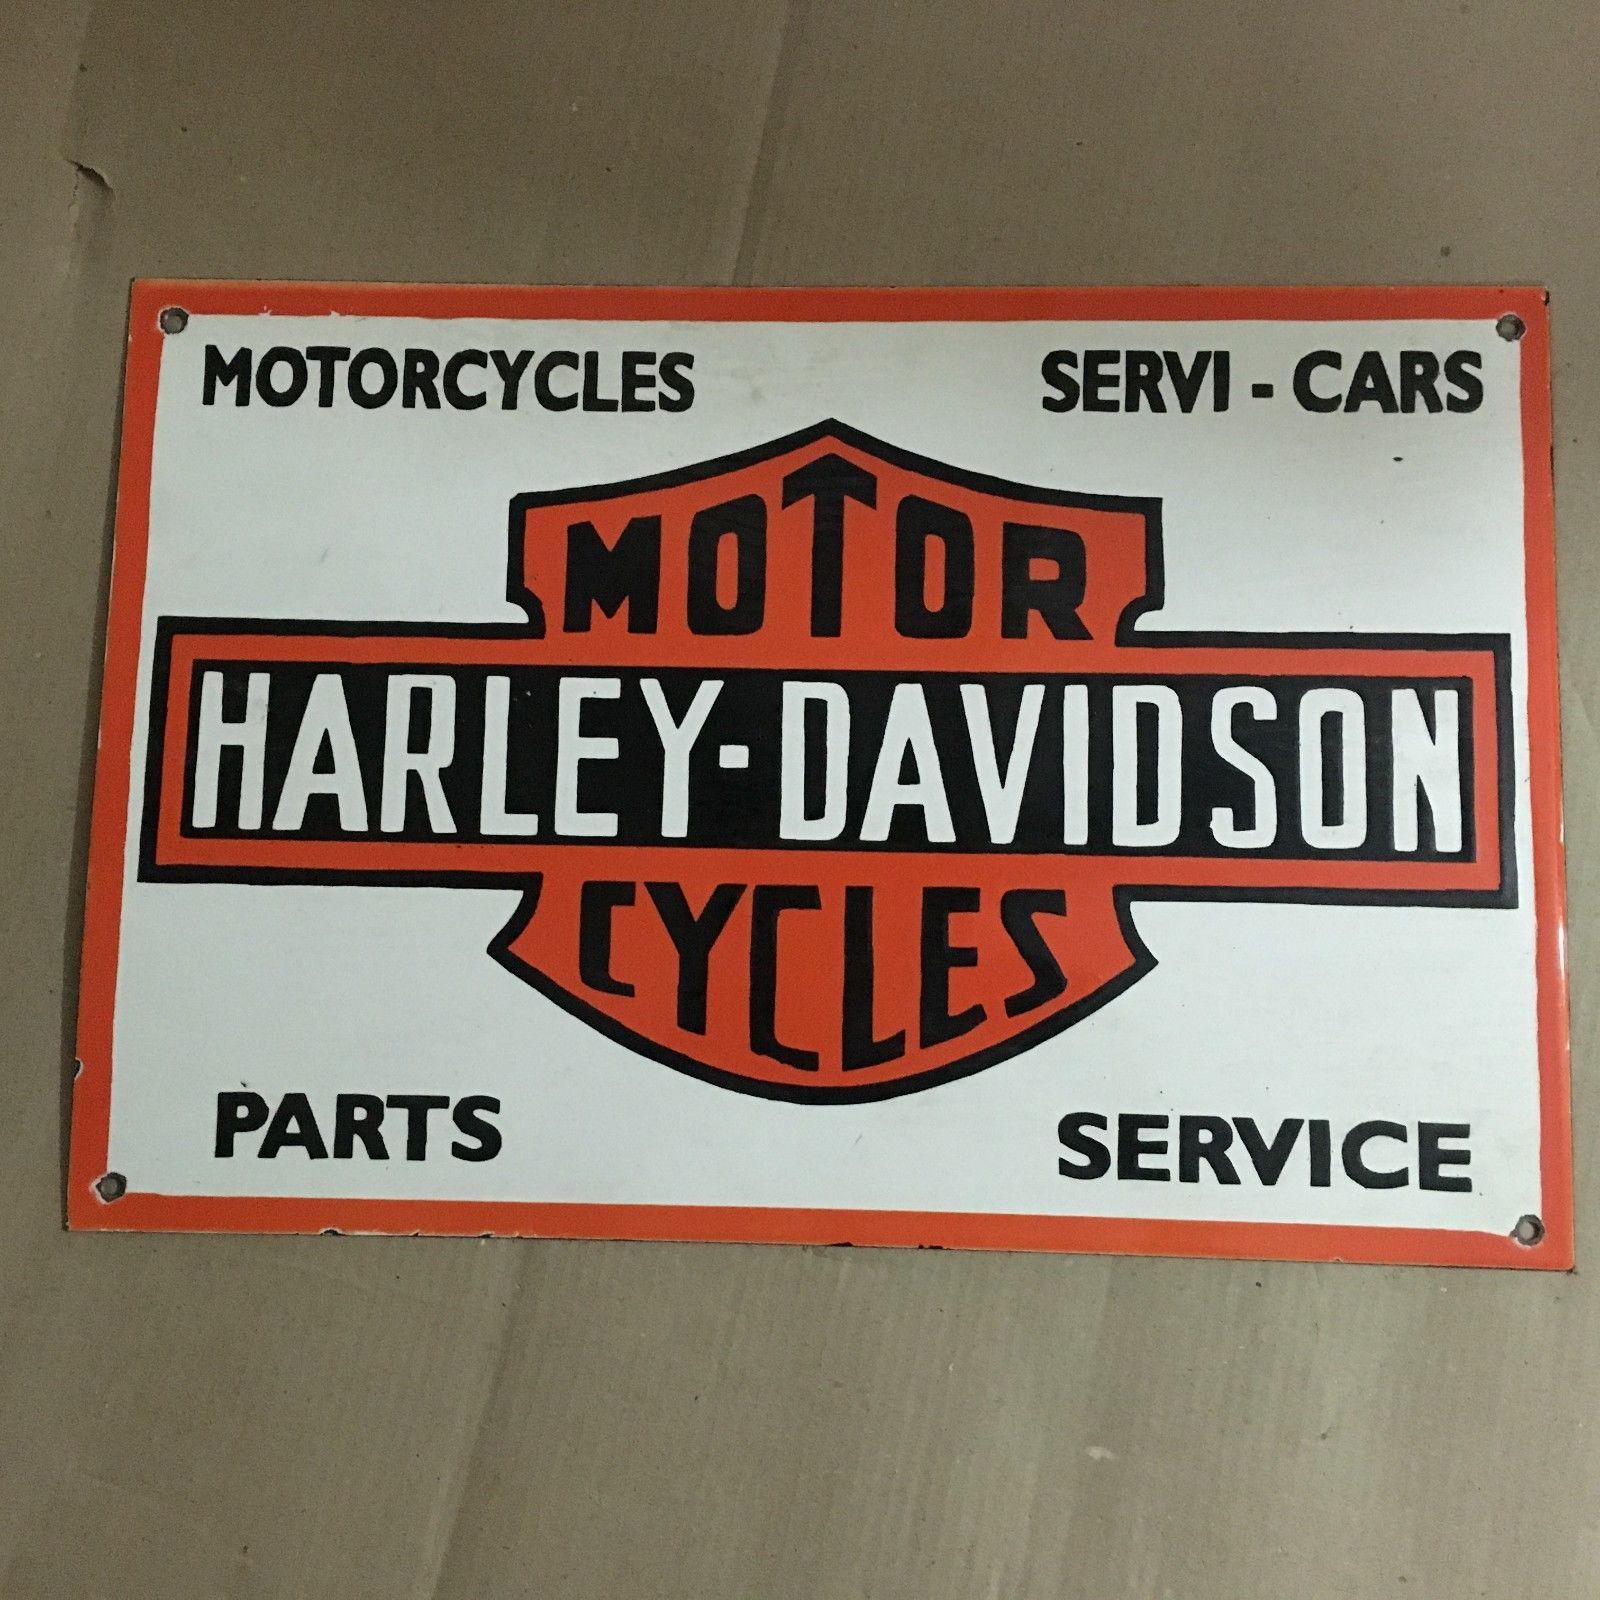 MOTORCYCLES SERVI - CARS
MOTOR
HARLEY-DAVIDSON
CYCLES
PARTS SERVICE